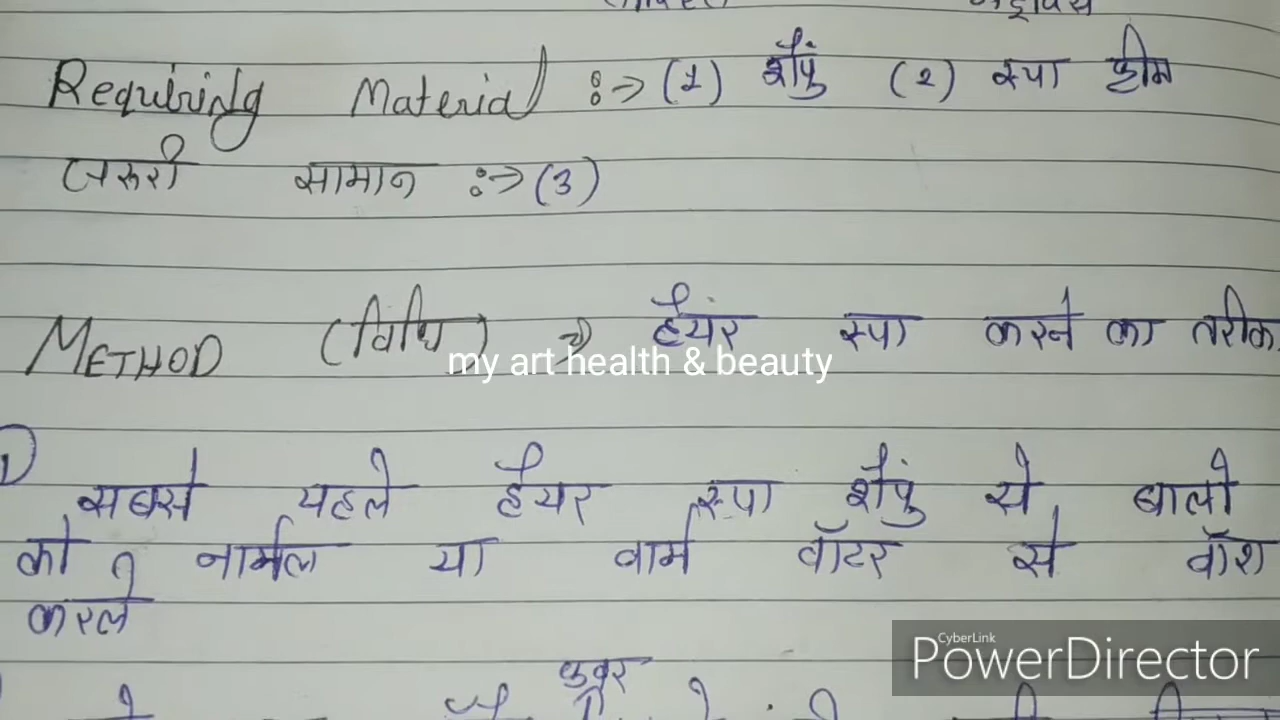 Requiring Material :→ (1) शैंपु (2) स्पा क्रीम
जरूरी सामान :→ (3)
METHOD (विधि) ⇒ हैयंर स्पा करने का तरीक
my art health & beauty
1) सबसे पहले हैयर स्पा शैंपु से बालो
को नार्मल या वार्म वॉटर से वॉश
करले
CyberLink
PowerDirector